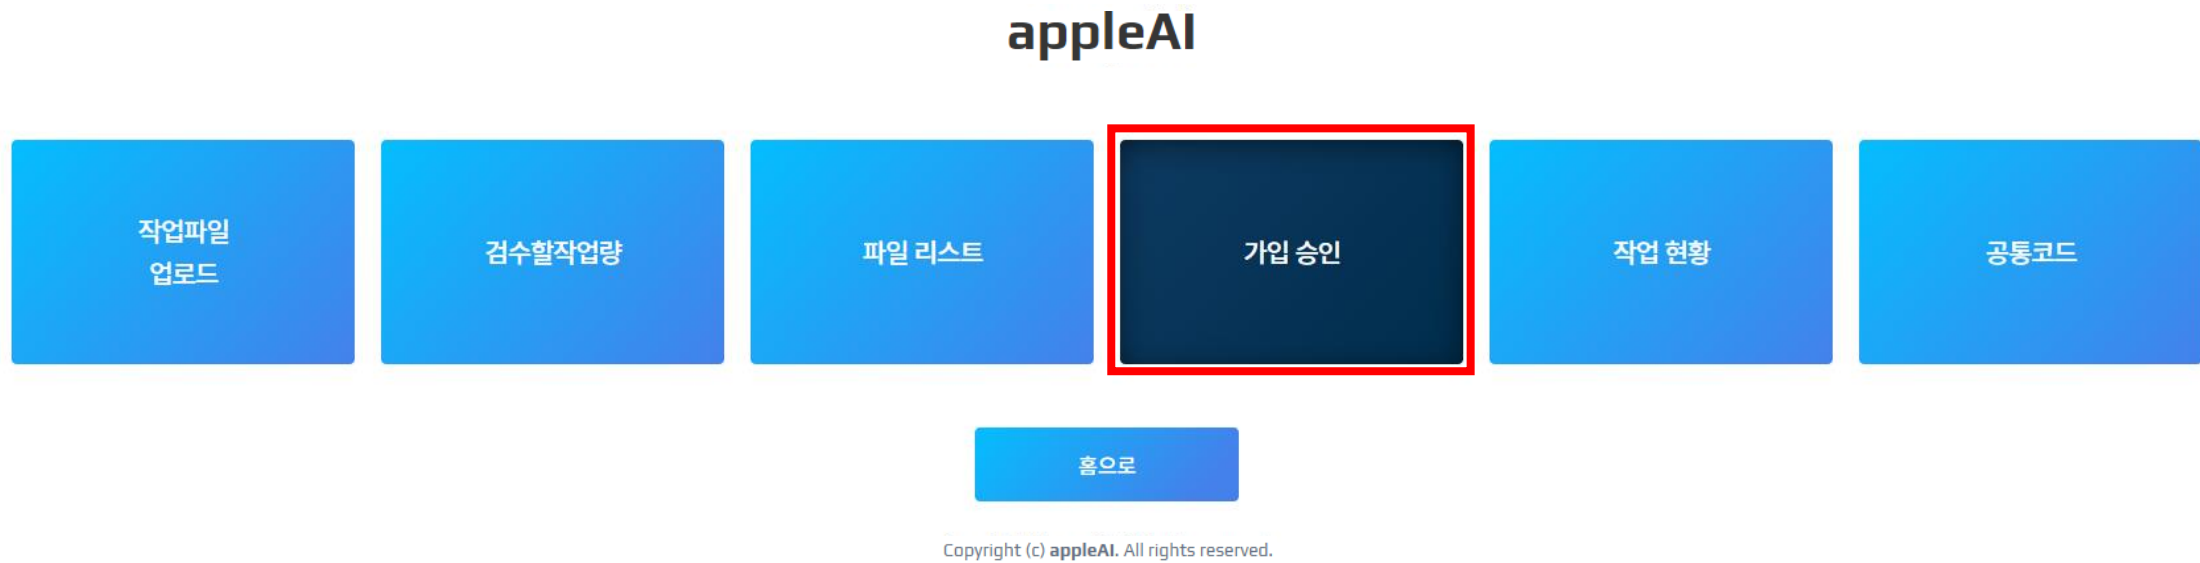 appleAI
작업파일
업로드
검수할작업량
파일 리스트
가입 승인
작업 현황
공통코드
홈으로
Copyright (c) appleAI. All rights reserved.